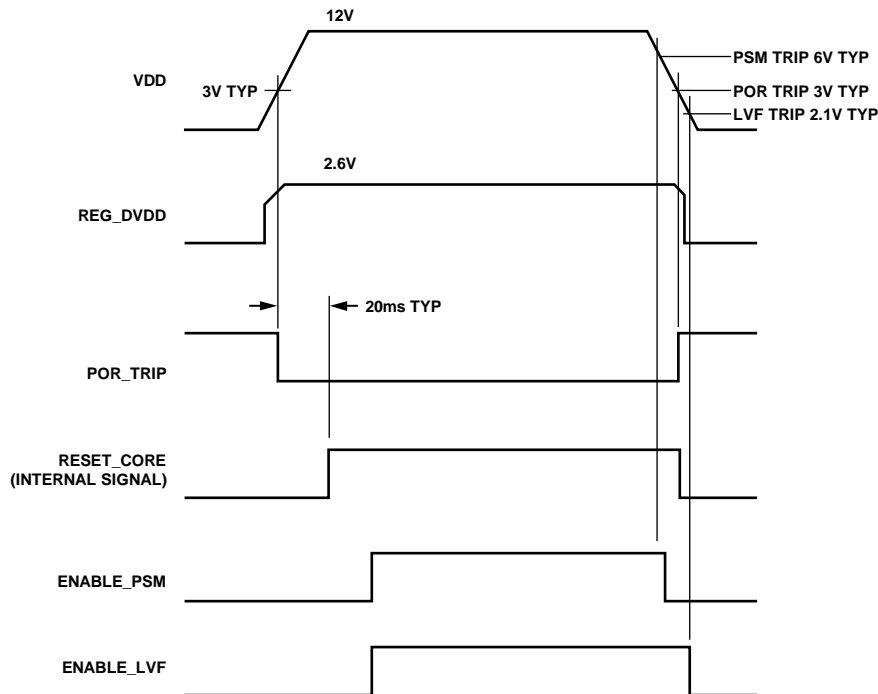 12V
PSM TRIP 6V TYP
VDD
3V TYP
POR TRIP 3V TYP
LVF TRIP 2.1V TYP
2.6V
REG_DVDD
20ms TYP
POR_TRIP
RESET_CORE
(INTERNAL SIGNAL)
ENABLE_PSM
ENABLE_LVF